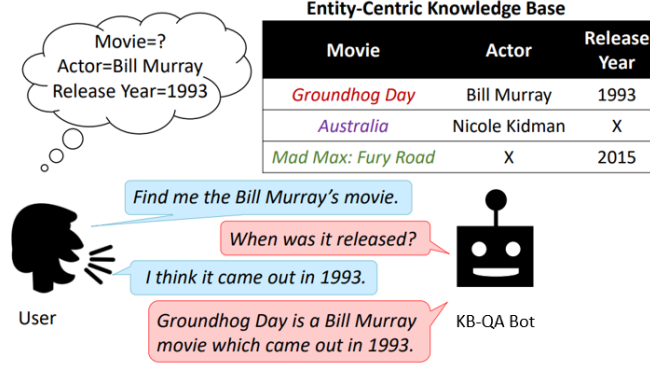 Entity-Centric Knowledge Base
Movie=?
Actor=Bill Murray
Release Year=1993
Movie Actor Release Year
Groundhog Day Bill Murray 1993
Australia Nicole Kidman X
Mad Max: Fury Road X 2015
Find me the Bill Murray's movie.
When was it released?
I think it came out in 1993.
Groundhog Day is a Bill Murray
movie which came out in 1993.
User
KB-QA Bot